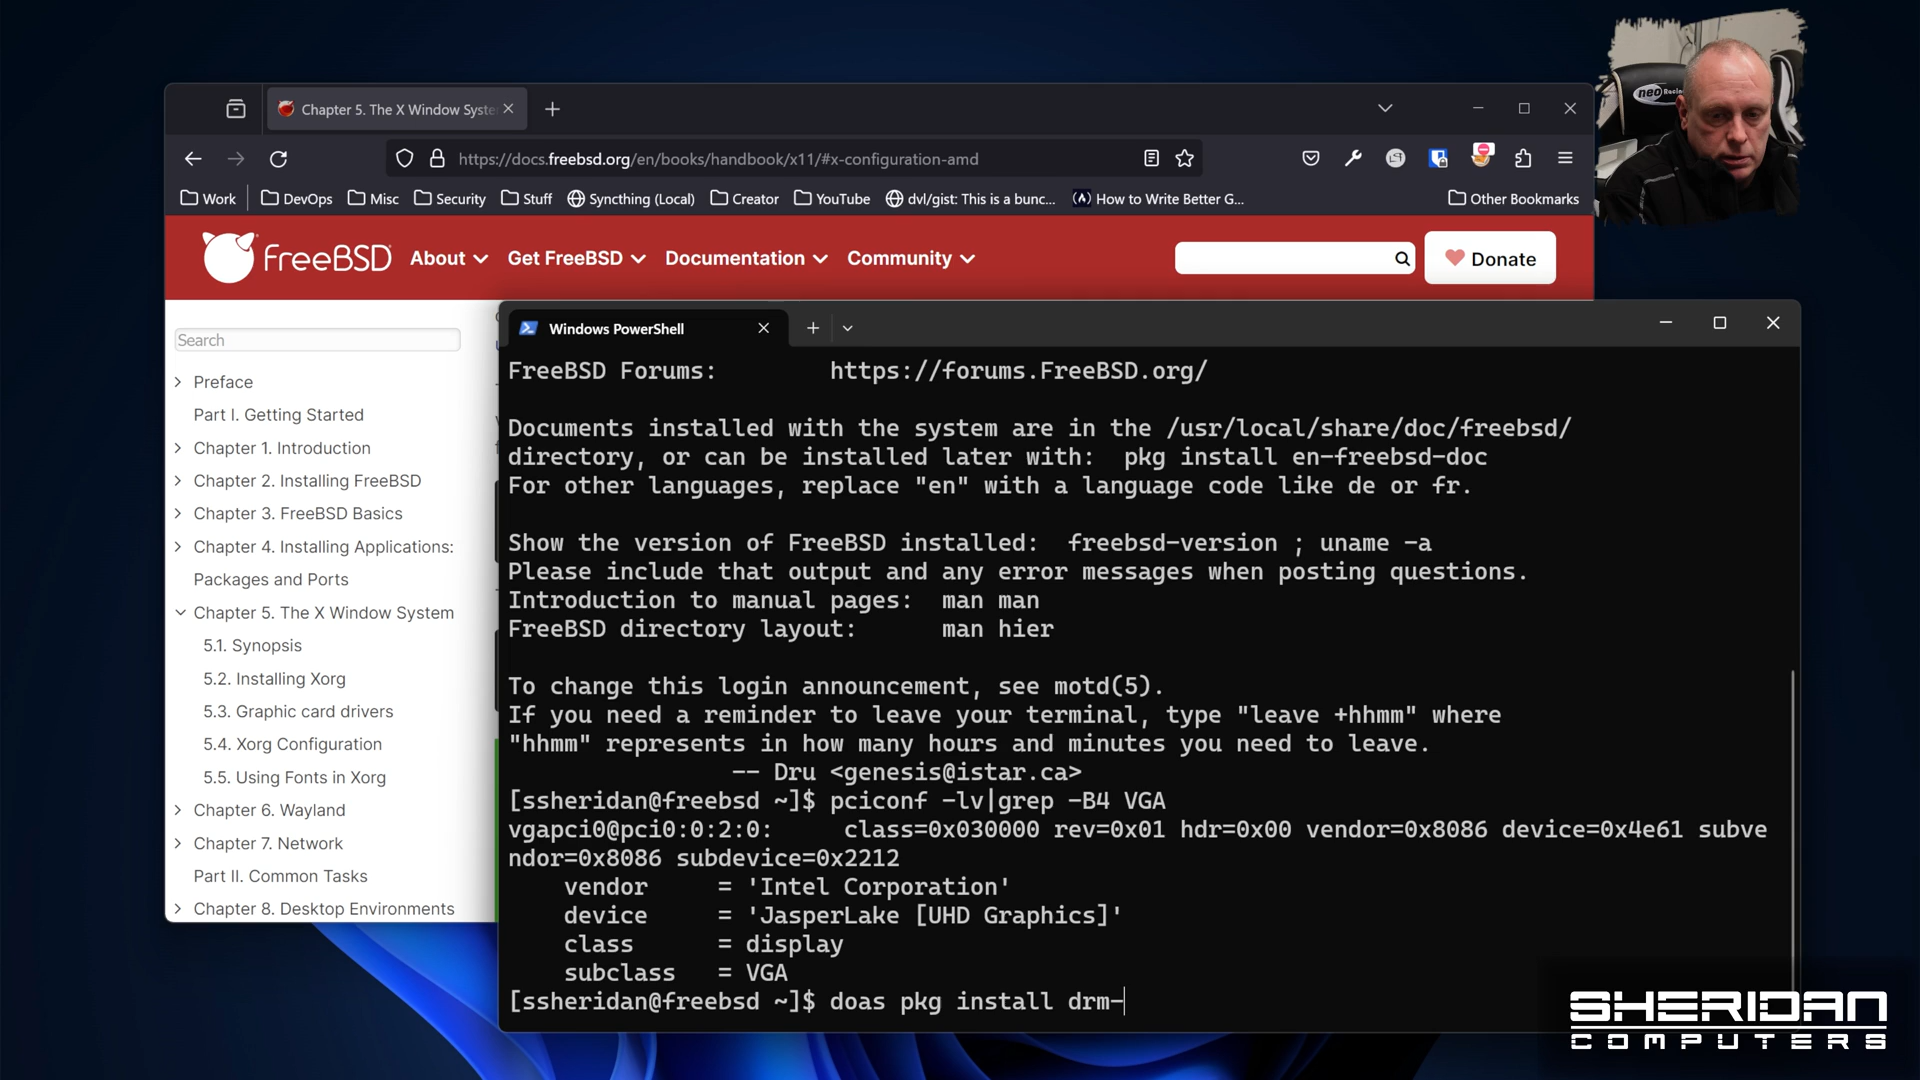 Chapter 5. The X Window Syste
https://docs.freebsd.org/en/books/handbook/x11/#x-configuration-amd
Work
DevOps
Misc
Security
Stuff
Syncthing (Local)
Creator
YouTube
dvl/gist: This is a bunc...
How to Write Better G...
Other Bookmarks
FreeBSD
About
Get FreeBSD
Documentation
Community
Donate
Search
Preface
Part I. Getting Started
Chapter 1. Introduction
Chapter 2. Installing FreeBSD
Chapter 3. FreeBSD Basics
Chapter 4. Installing Applications:
Packages and Ports
Chapter 5. The X Window System
5.1. Synopsis
5.2. Installing Xorg
5.3. Graphic card drivers
5.4. Xorg Configuration
5.5. Using Fonts in Xorg
Chapter 6. Wayland
Chapter 7. Network
Part II. Common Tasks
Chapter 8. Desktop Environments
Windows PowerShell
FreeBSD Forums:        https://forums.FreeBSD.org/
Documents installed with the system are in the /usr/local/share/doc/freebsd/
directory, or can be installed later with:  pkg install en-freebsd-doc
For other languages, replace "en" with a language code like de or fr.
Show the version of FreeBSD installed:  freebsd-version ; uname -a
Please include that output and any error messages when posting questions.
Introduction to manual pages:  man man
FreeBSD directory layout:      man hier
To change this login announcement, see motd(5).
If you need a reminder to leave your terminal, type "leave +hhmm" where
"hhmm" represents in how many hours and minutes you need to leave.
-- Dru <genesis@istar.ca>
[ssheridan@freebsd ~]$ pciconf -lv|grep -B4 VGA
vgapci0@pci0:0:2:0:     class=0x030000 rev=0x01 hdr=0x00 vendor=0x8086 device=0x4e61 subve
ndor=0x8086 subdevice=0x2212
vendor     = 'Intel Corporation'
device     = 'JasperLake [UHD Graphics]'
class      = display
subclass   = VGA
[ssheridan@freebsd ~]$ doas pkg install drm-
neo Racing
SHERIDAN
COMPUTERS